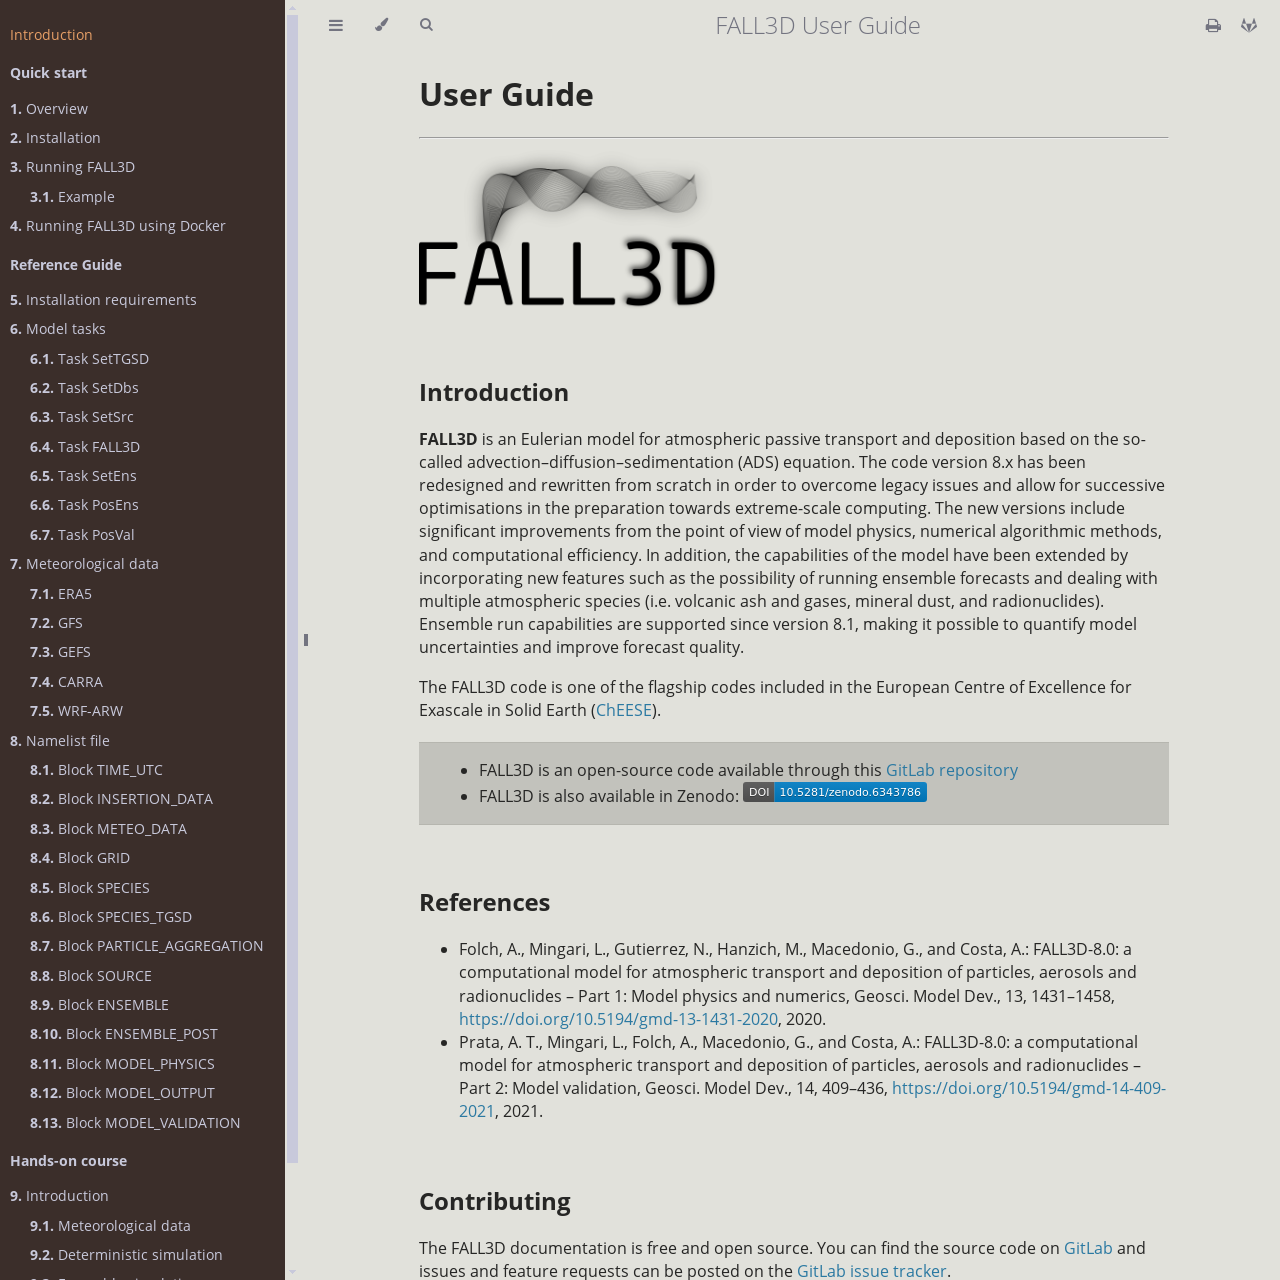 Introduction
Quick start
1. Overview
2. Installation
3. Running FALL3D
3.1. Example
4. Running FALL3D using Docker
Reference Guide
5. Installation requirements
6. Model tasks
6.1. Task SetTGSD
6.2. Task SetDbs
6.3. Task SetSrc
6.4. Task FALL3D
6.5. Task SetEns
6.6. Task PosEns
6.7. Task PosVal
7. Meteorological data
7.1. ERA5
7.2. GFS
7.3. GEFS
7.4. CARRA
7.5. WRF-ARW
8. Namelist file
8.1. Block TIME_UTC
8.2. Block INSERTION_DATA
8.3. Block METEO_DATA
8.4. Block GRID
8.5. Block SPECIES
8.6. Block SPECIES_TGSD
8.7. Block PARTICLE_AGGREGATION
8.8. Block SOURCE
8.9. Block ENSEMBLE
8.10. Block ENSEMBLE_POST
8.11. Block MODEL_PHYSICS
8.12. Block MODEL_OUTPUT
8.13. Block MODEL_VALIDATION
Hands-on course
9. Introduction
9.1. Meteorological data
9.2. Deterministic simulation
FALL3D User Guide
User Guide
FALL3D
Introduction
FALL3D is an Eulerian model for atmospheric passive transport and deposition based on the so-
called advection–diffusion–sedimentation (ADS) equation. The code version 8.x has been
redesigned and rewritten from scratch in order to overcome legacy issues and allow for successive
optimisations in the preparation towards extreme-scale computing. The new versions include
significant improvements from the point of view of model physics, numerical algorithmic methods,
and computational efficiency. In addition, the capabilities of the model have been extended by
incorporating new features such as the possibility of running ensemble forecasts and dealing with
multiple atmospheric species (i.e. volcanic ash and gases, mineral dust, and radionuclides).
Ensemble run capabilities are supported since version 8.1, making it possible to quantify model
uncertainties and improve forecast quality.
The FALL3D code is one of the flagship codes included in the European Centre of Excellence for
Exascale in Solid Earth (ChEESE).
• FALL3D is an open-source code available through this GitLab repository
• FALL3D is also available in Zenodo: DOI 10.5281/zenodo.6343786
References
• Folch, A., Mingari, L., Gutierrez, N., Hanzich, M., Macedonio, G., and Costa, A.: FALL3D-8.0: a
computational model for atmospheric transport and deposition of particles, aerosols and
radionuclides – Part 1: Model physics and numerics, Geosci. Model Dev., 13, 1431–1458,
https://doi.org/10.5194/gmd-13-1431-2020, 2020.
• Prata, A. T., Mingari, L., Folch, A., Macedonio, G., and Costa, A.: FALL3D-8.0: a computational
model for atmospheric transport and deposition of particles, aerosols and radionuclides –
Part 2: Model validation, Geosci. Model Dev., 14, 409–436, https://doi.org/10.5194/gmd-14-409-
2021, 2021.
Contributing
The FALL3D documentation is free and open source. You can find the source code on GitLab and
issues and feature requests can be posted on the GitLab issue tracker.